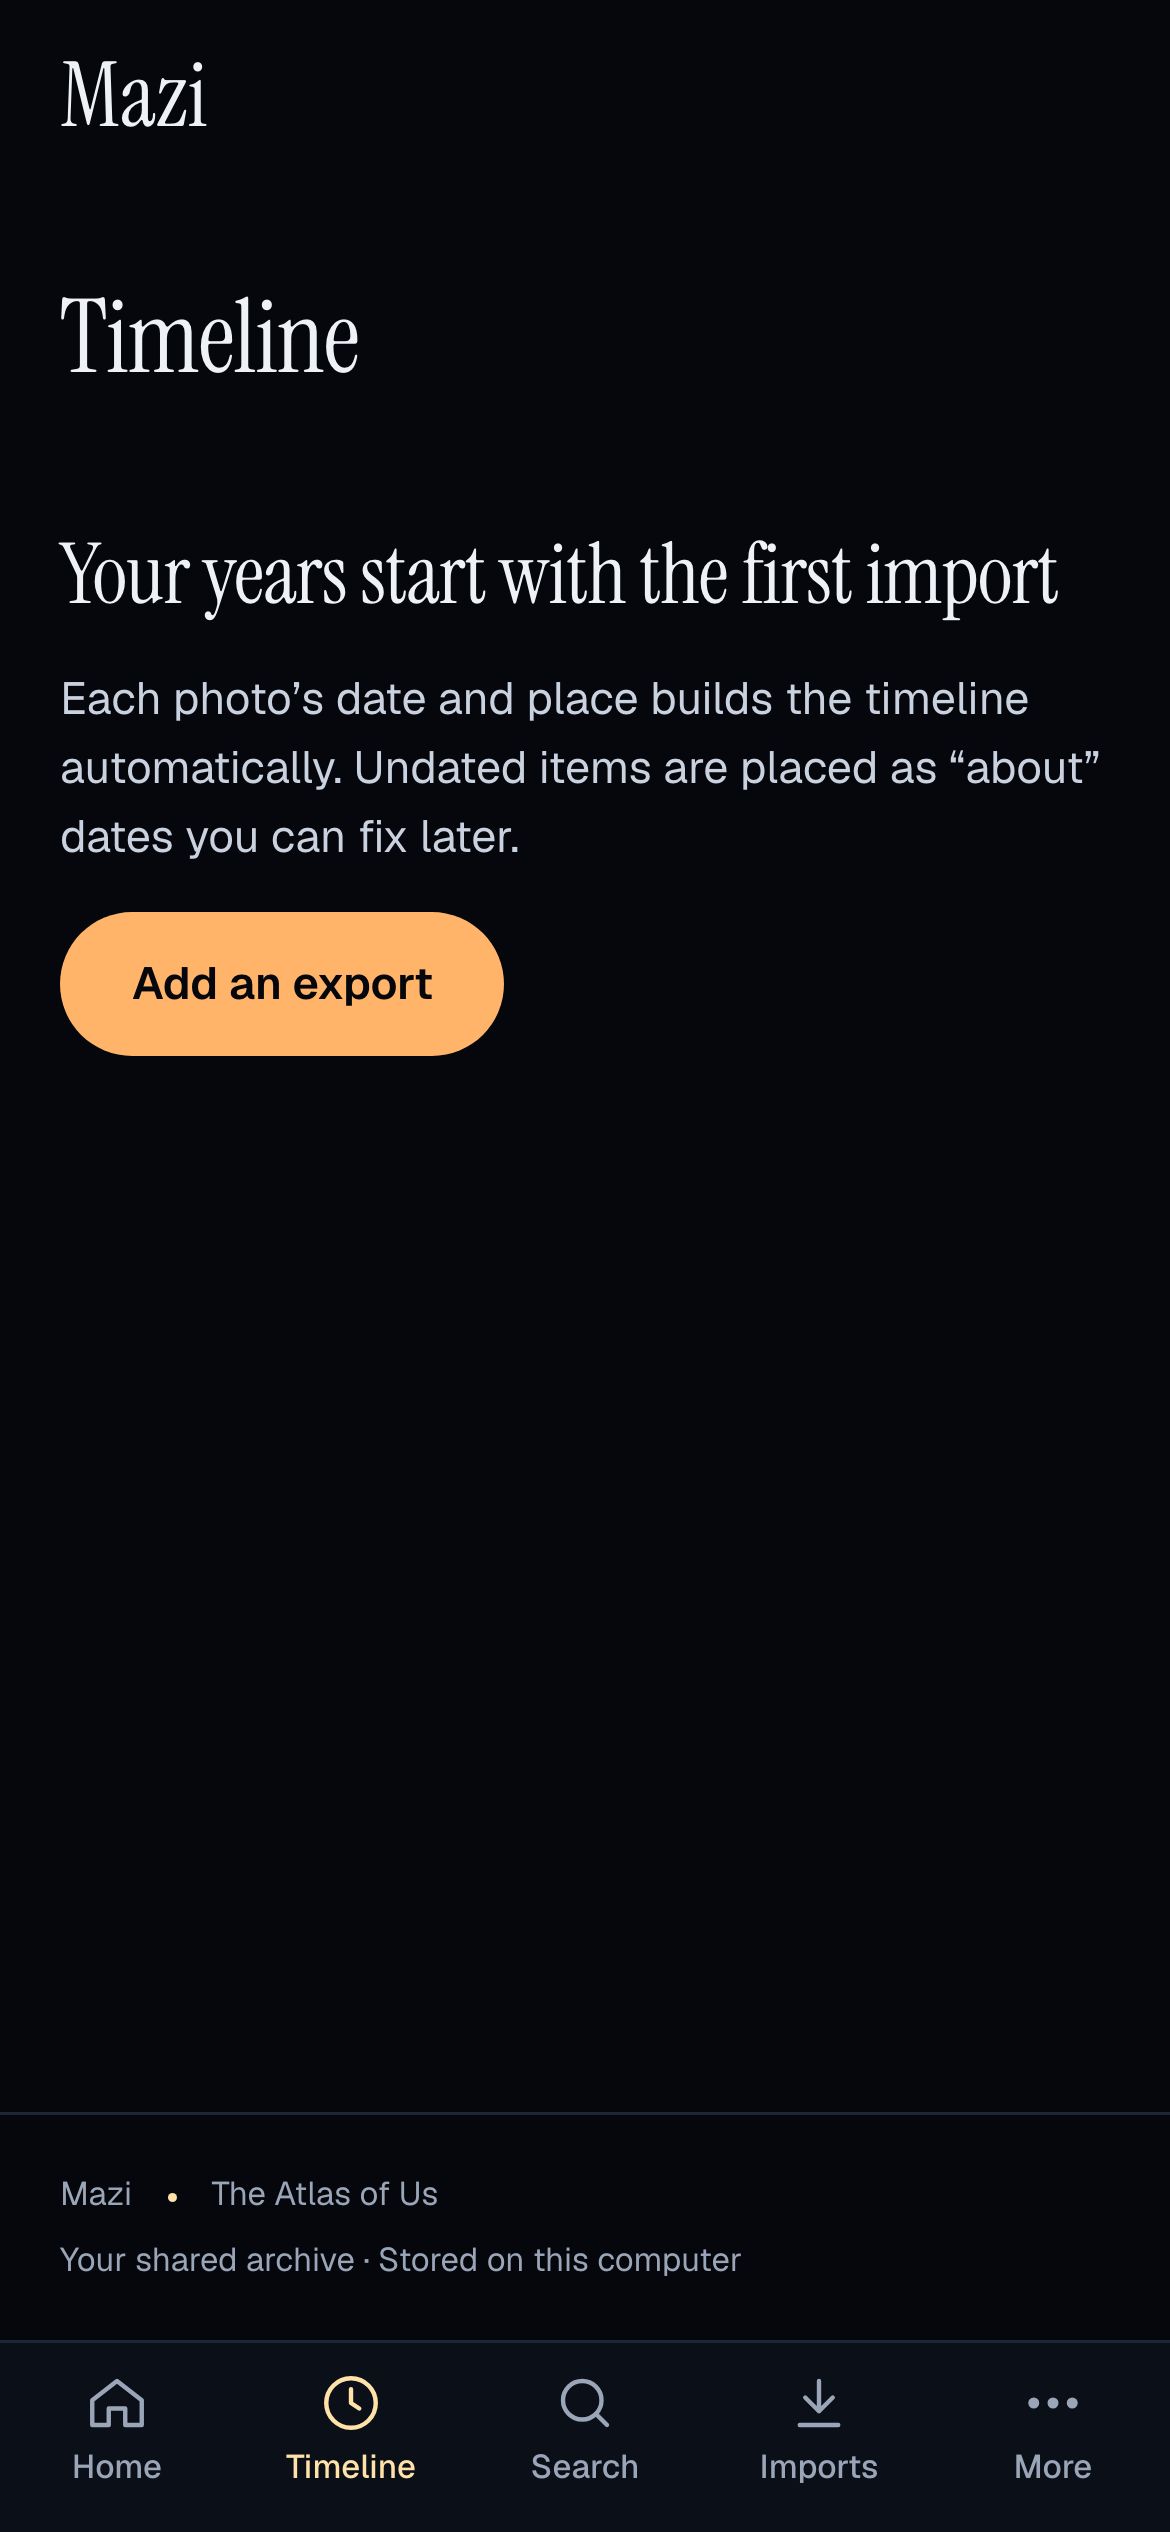 Mazi
Timeline
Your years start with the first import
Each photo’s date and place builds the timeline
automatically. Undated items are placed as “about”
dates you can fix later.
Add an export
Mazi • The Atlas of Us
Your shared archive · Stored on this computer
Home Timeline Search Imports More